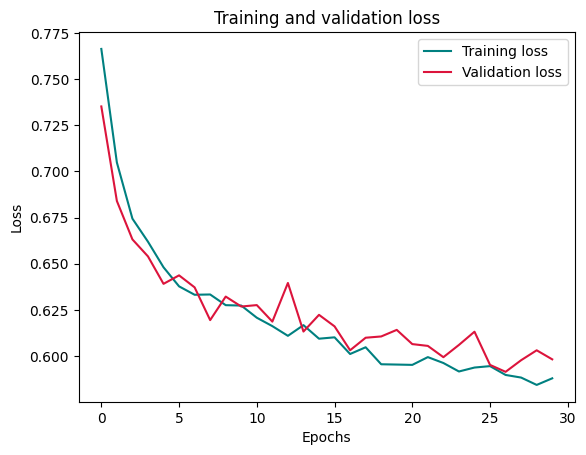 Training and validation loss
Training loss
Validation loss
0.775
0.750
0.725
0.700
0.675
0.650
0.625
0.600
Loss
0 5 10 15 20 25 30
Epochs